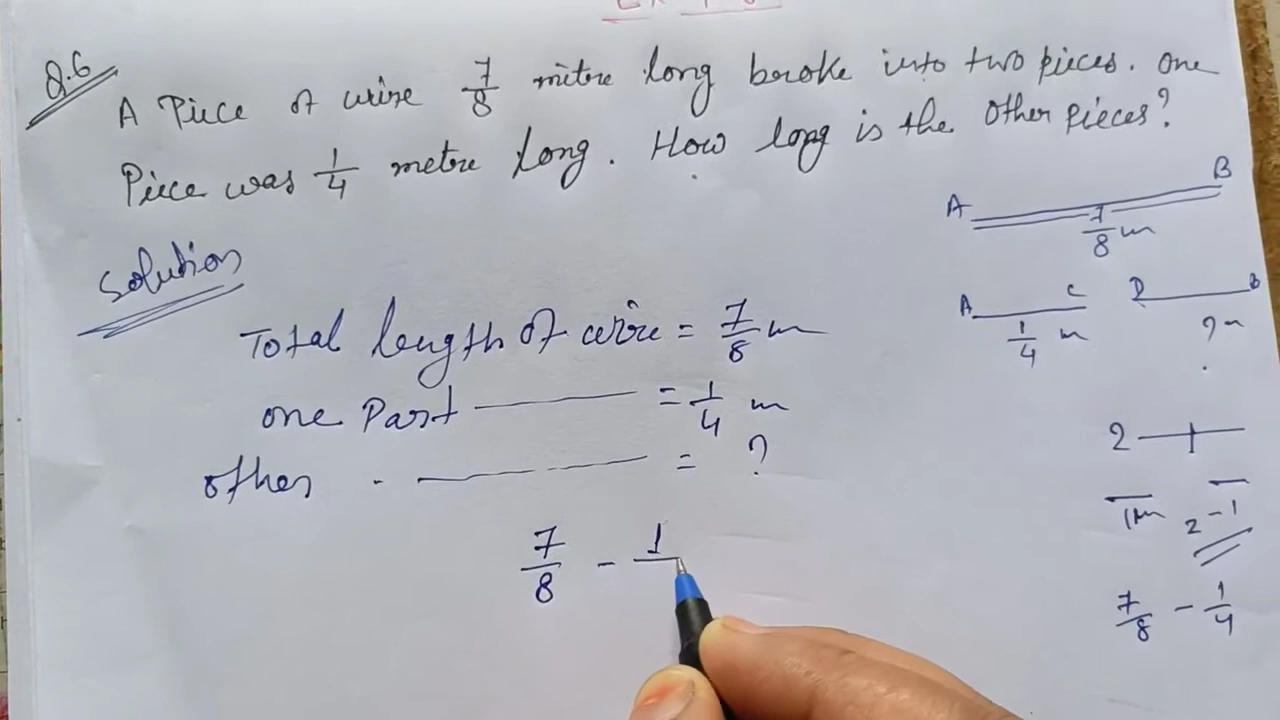 Q.6
A Piece of wire 7/8 metre long broke into two pieces. One
Piece was 1/4 metre long. How long is the other pieces?
Solution
Total length of wire = 7/8 m
one Part = 1/4 m
other = ?
7/8 - 1
A B
7/8 m
A C D B
1/4 m ? m
2
1m 2-1
7/8 - 1/4